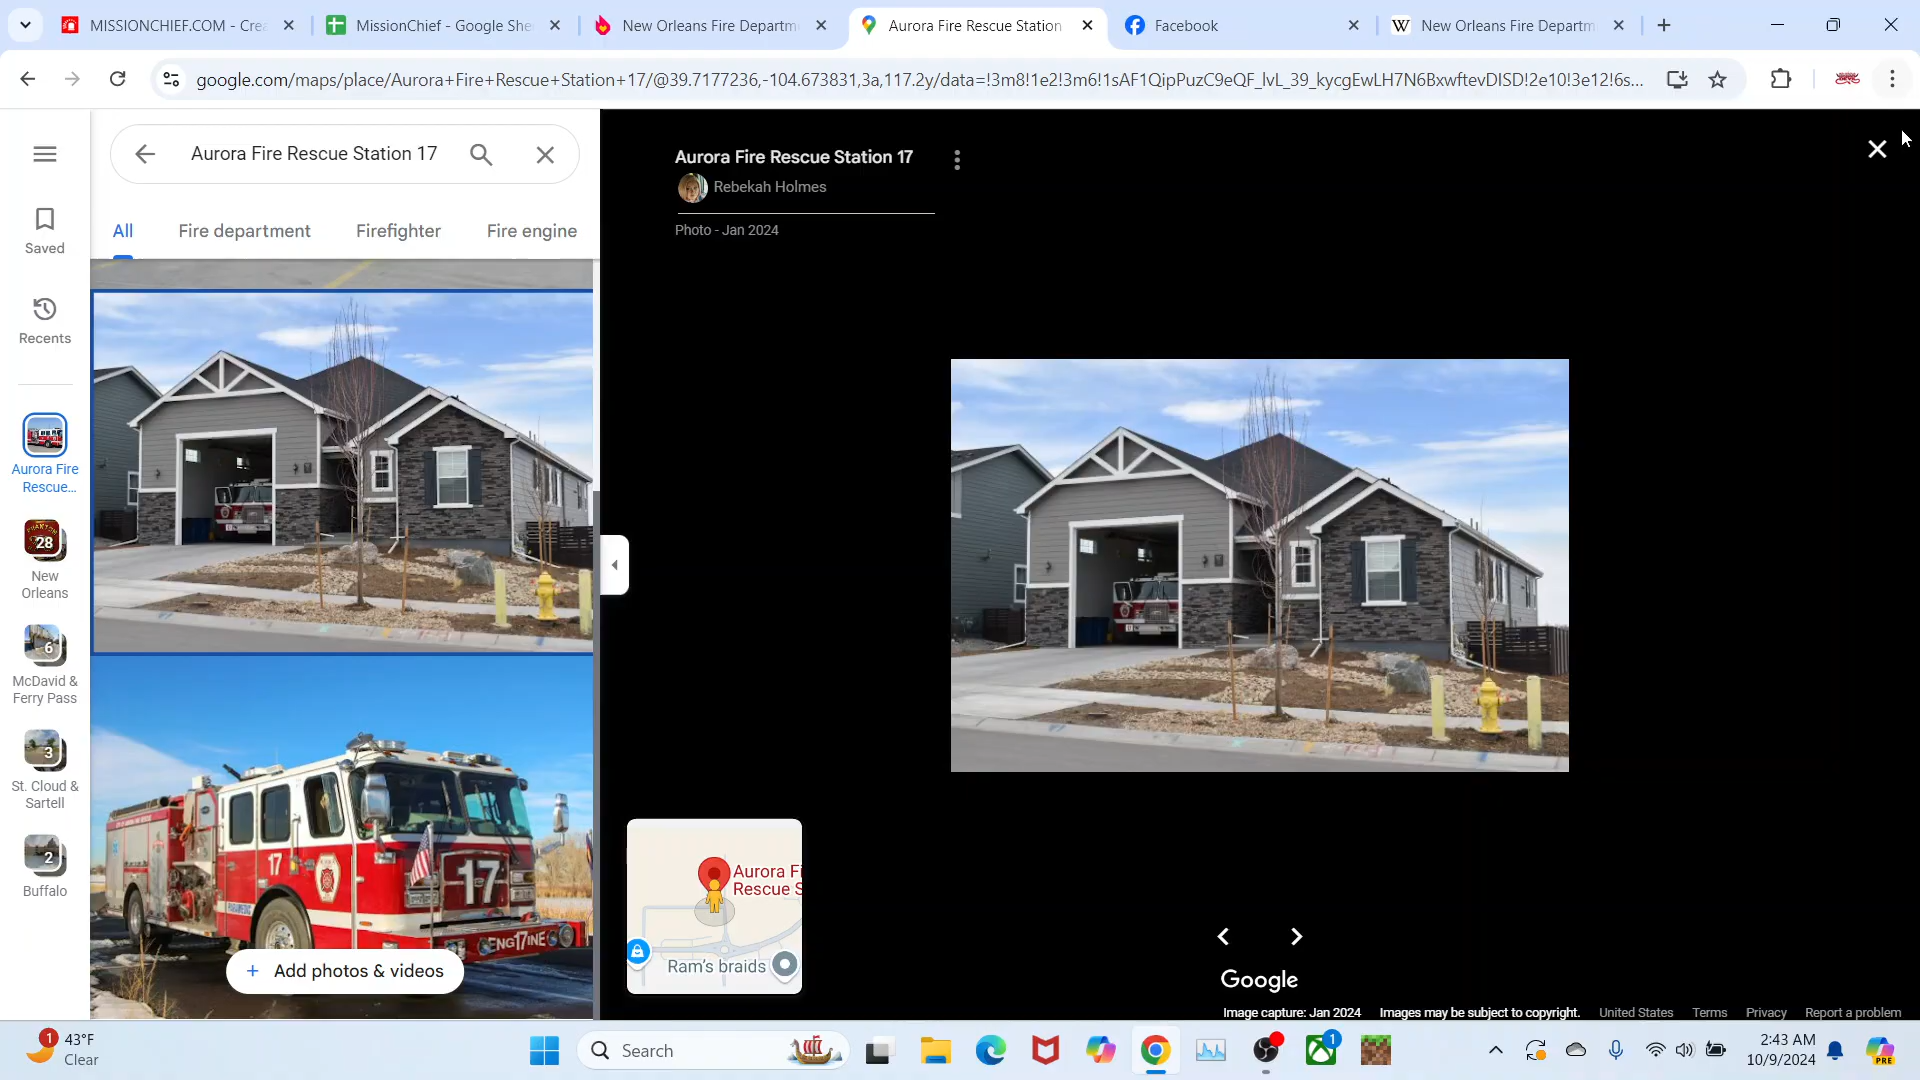 MISSIONCHIEF.COM - Crea
MissionChief - Google She
New Orleans Fire Departm
Aurora Fire Rescue Station
Facebook
New Orleans Fire Departm
google.com/maps/place/Aurora+Fire+Rescue+Station+17/@39.7177236,-104.673831,3a,117.2y/data=!3m8!1e2!3m6!1sAF1QipPuzC9eQF_lvL_39_kycgEwLH7N6BxwftevDISD!2e10!3e12!6s...
Aurora Fire Rescue Station 17
All
Fire department
Firefighter
Fire engine
Saved
Recents
Aurora Fire
Rescue...
28
New
Orleans
6
McDavid &
Ferry Pass
3
St. Cloud &
Sartell
2
Buffalo
17
17
ENG17INE
+ Add photos & videos
Aurora Fire Rescue Station 17
Rebekah Holmes
Photo - Jan 2024
Aurora Fi
Rescue S
Ram's braids
Google
Image capture: Jan 2024
Images may be subject to copyright.
United States
Terms
Privacy
Report a problem
1
43°F
Clear
Search
1
2:43 AM
10/9/2024
PRE